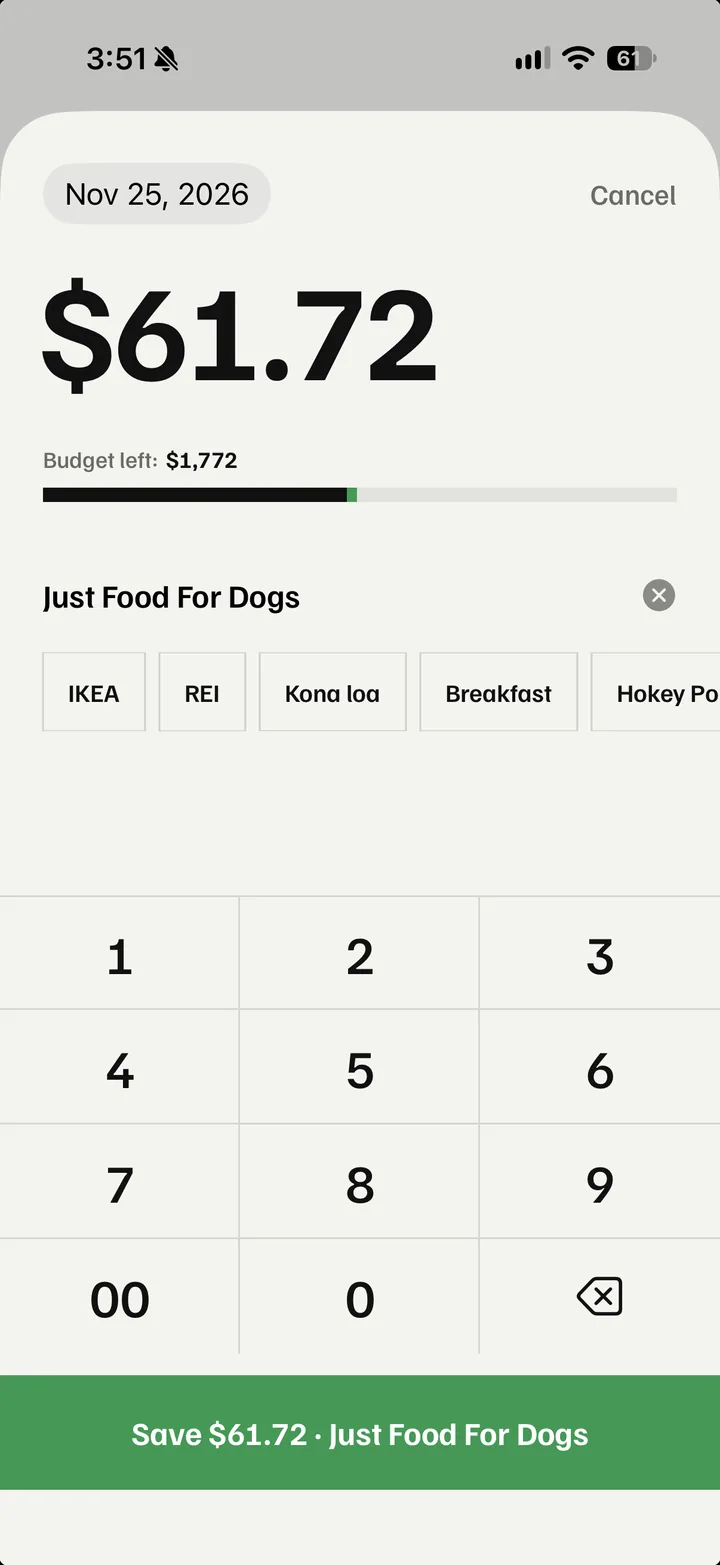 3:51 61
Nov 25, 2026 Cancel
$61.72
Budget left: $1,772
Just Food For Dogs
IKEA REI Kona loa Breakfast Hokey Po
1 2 3
4 5 6
7 8 9
00 0
Save $61.72 · Just Food For Dogs